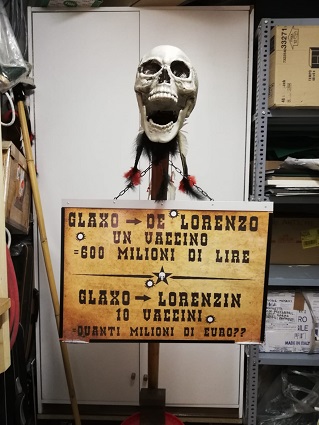 GLAXO → DE LORENZO
UN VACCINO
=600 MILIONI DI LIRE
GLAXO → LORENZIN
10 VACCINI
=QUANTI MILIONI DI EURO??